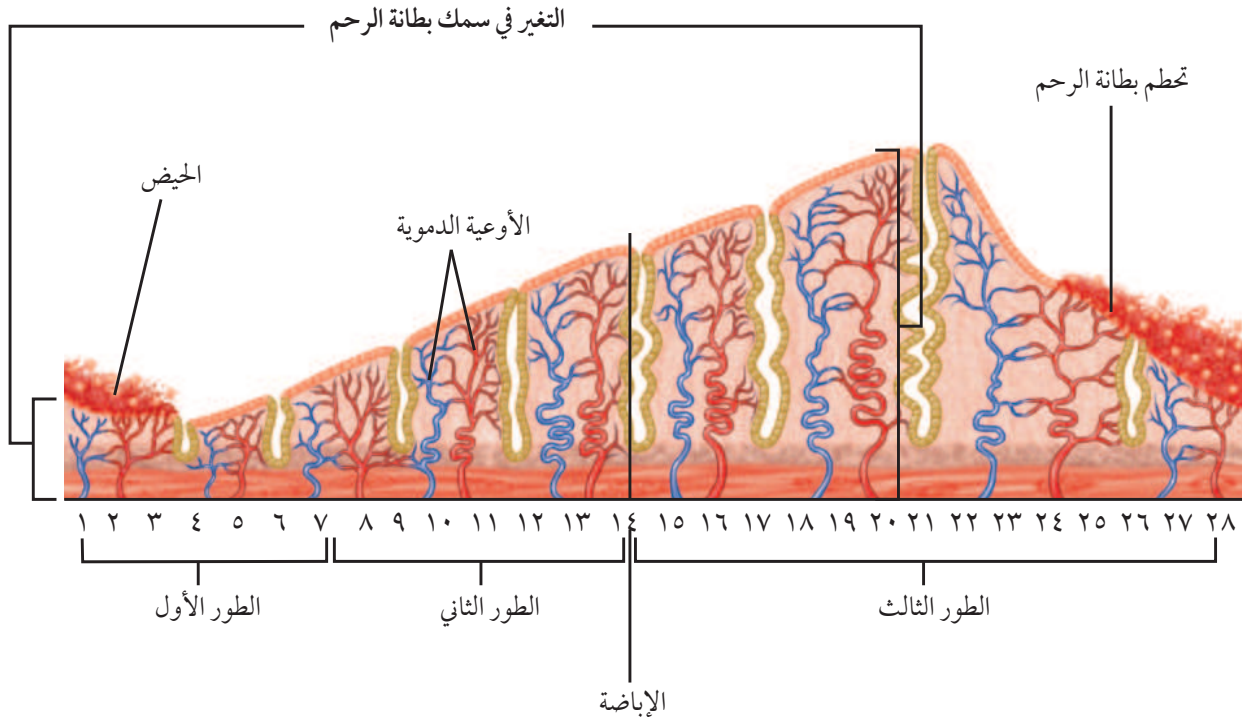 التغير في سمك بطانة الرحم
تحطم بطانة الرحم
الحيض
الأوعية الدموية
١ ٢ ٣ ٤ ٥ ٦ ٧ ٨ ٩ ١٠ ١١ ١٢ ١٣ ١٤ ١٥ ١٦ ١٧ ١٨ ١٩ ٢٠ ٢١ ٢٢ ٢٣ ٢٤ ٢٥ ٢٦ ٢٧ ٢٨
الطور الأول
الطور الثاني
الطور الثالث
الإباضة